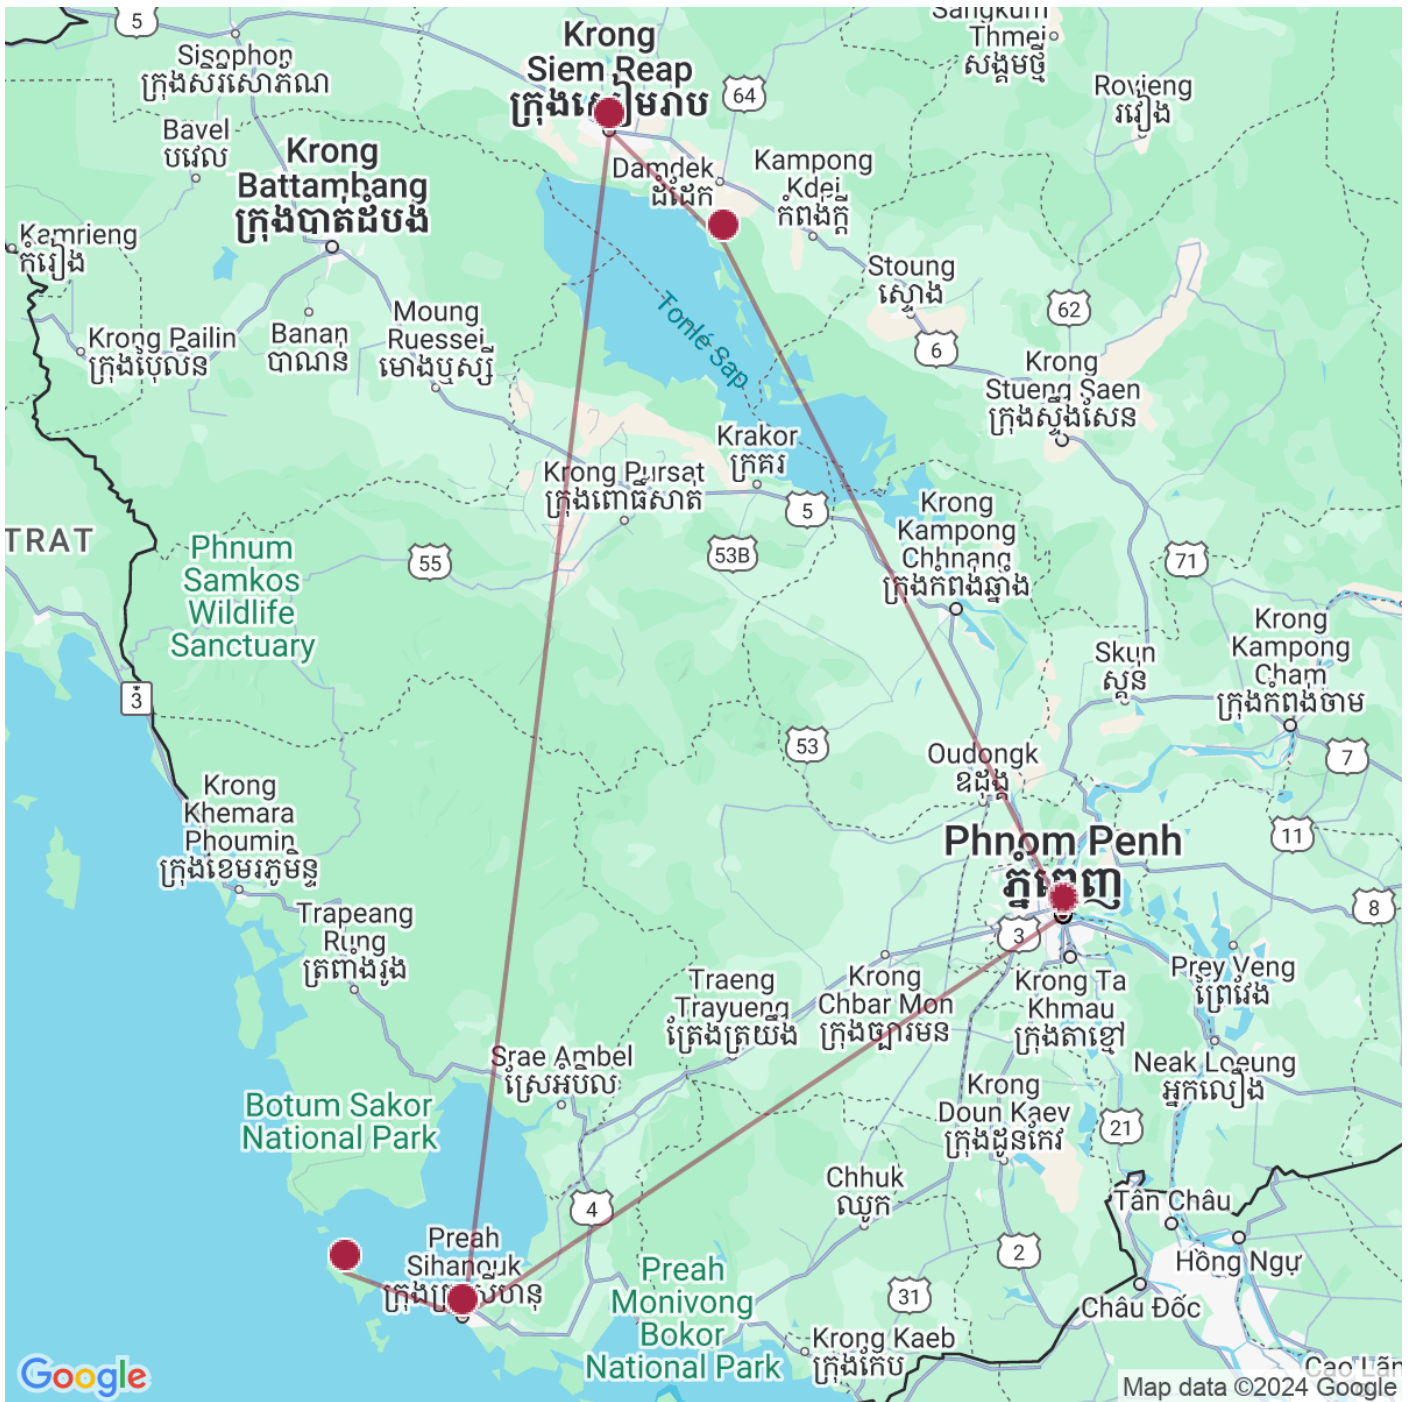 5
Sangkum
Thmei
សង្គមថ្មី
Krong
Siem Reap
Sisophon
ក្រុងសិរីសោភ័ណ
64
Rovieng
រវៀង
Bavel
បវេល
Krong
Battambang
ក្រុងបាត់ដំបង
Damdek
ដំដែក
Kampong
Kdei
កំពង់ក្តី
Kamrieng
កំរៀង
Stoung
ស្ទោង
62
Tonlé Sap
Moung
Ruessei
មោងឫស្សី
Banan
បាណន់
Krong Pailin
ក្រុងប៉ៃលិន
6
Krong
Stueng Saen
ក្រុងស្ទឹងសែន
Krakor
ក្រគរ
Krong Pursat
ក្រុងពោធិ៍សាត់
5
Krong
Kampong
Chhnang
ក្រុងកំពង់ឆ្នាំង
TRAT
Phnum
Samkos
Wildlife
Sanctuary
55
53B
71
Krong
Kampong
Cham
ក្រុងកំពង់ចាម
Skun
ស្គន់
3
53
7
Oudongk
ឧដុង្គ
Krong
Khemara
Phoumin
ក្រុងខេមរភូមិន្ទ
11
Phnom Penh
ភ្នំពេញ
8
3
Trapeang
Rung
ត្រពាំងរូង
Traeng
Trayueng
ត្រែងត្រយឹង
Krong
Chbar Mon
ក្រុងច្បារមន
Krong Ta
Khmau
ក្រុងតាខ្មៅ
Prey Veng
ព្រៃវែង
Srae Ambel
ស្រែអំបិល
Neak Loeung
អ្នកលឿង
Krong
Doun Kaev
ក្រុងដូនកែវ
Botum Sakor
National Park
21
Chhuk
ឈូក
4
Tân Châu
2
Hồng Ngự
Preah
Sihanouk
Preah
Monivong
Bokor
National Park
31
Châu Đốc
Krong Kaeb
ក្រុងកែប
Cao Lãn
Google
Map data ©2024 Google